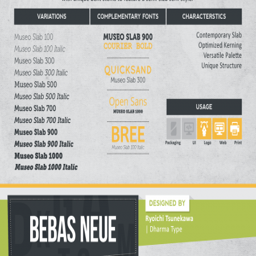 VARIATIONS
Museo Slab 100
Museo Slab 100 Italic
Museo Slab 300
Museo Slab 300 Italic
Museo Slab 500
Museo Slab 500 Italic
Museo Slab 700
Museo Slab 700 Italic
Museo Slab 900
Museo Slab 900 Italic
Museo Slab 1000
Museo Slab 1000 Italic
COMPLEMENTARY FONTS
MUSEO SLAB 900
COURIER BOLD
QUICKSAND
Museo Slab 300
Open Sans
MUSEO SLAB 1000
BREE
Museo Slab 100 Italic
CHARACTERISTICS
Contemporary Slab
Optimized Kerning
Versatile Palette
Unique Structure
USAGE
Packaging
UI
Logo
Web
Print
BEBAS NEUE
DESIGNED BY
Ryoichi Tsunekawa
| Dharma Type